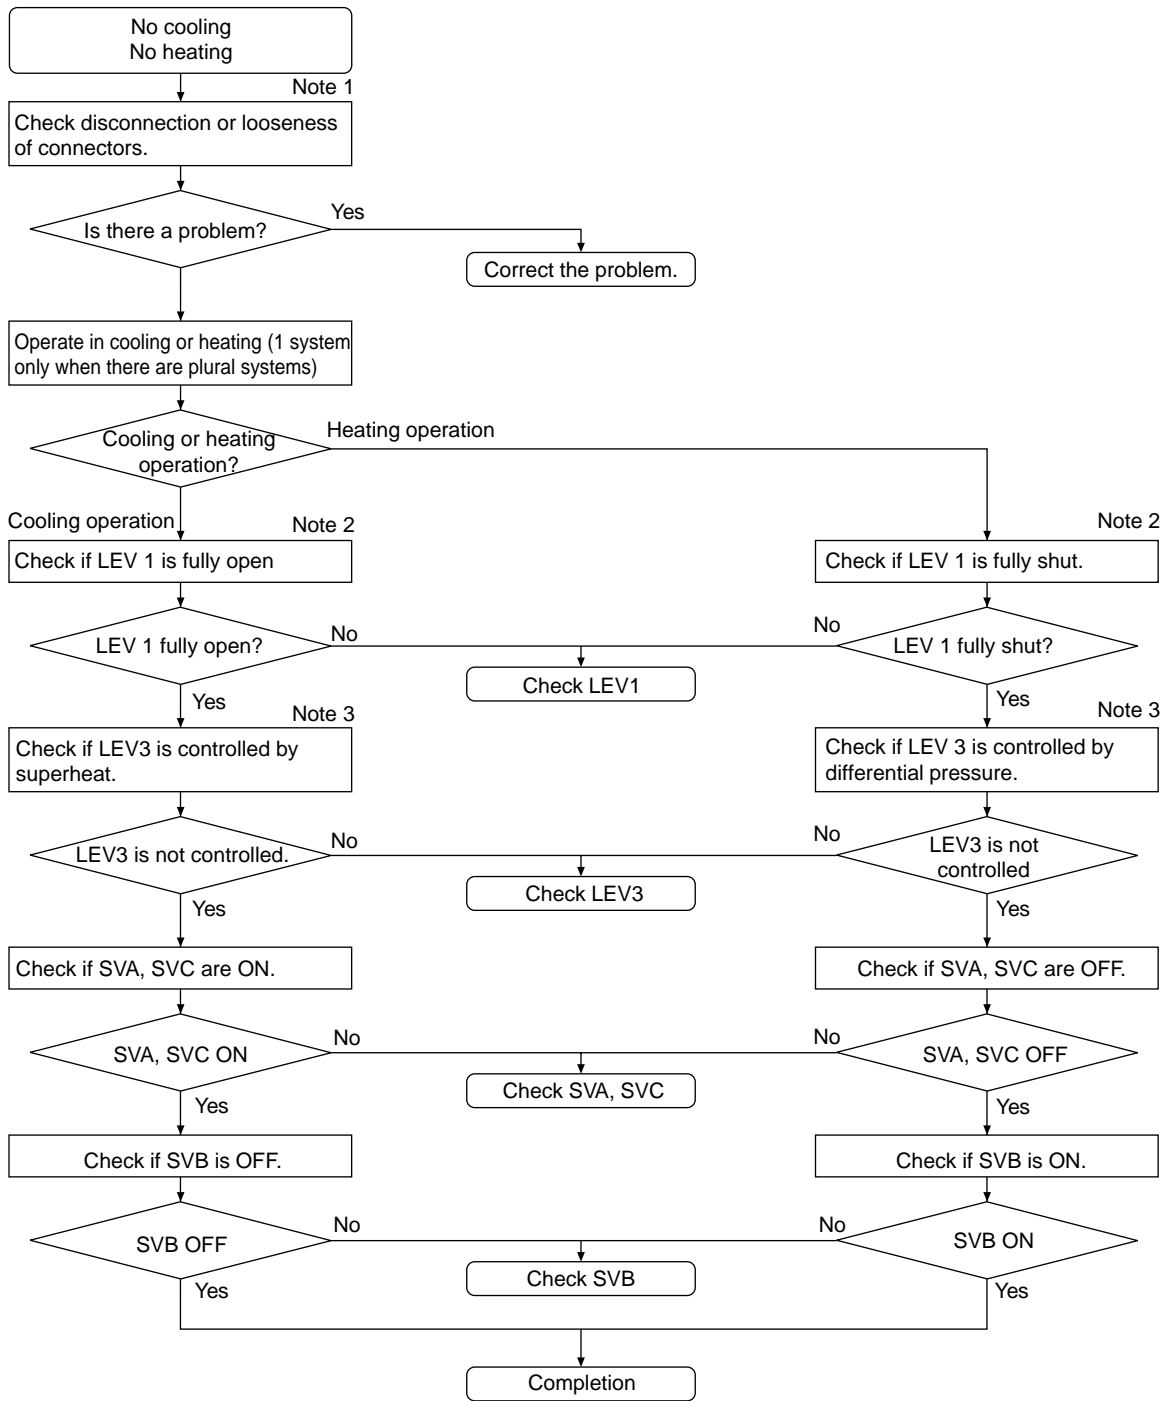 No cooling
No heating
Note 1
Check disconnection or looseness
of connectors.
Is there a problem?
Yes
Correct the problem.
Operate in cooling or heating (1 system
only when there are plural systems)
Cooling or heating
operation?
Heating operation
Cooling operation
Note 2
Note 2
Check if LEV 1 is fully open
Check if LEV 1 is fully shut.
LEV 1 fully open?
No
No
LEV 1 fully shut?
Check LEV1
Yes
Yes
Note 3
Note 3
Check if LEV3 is controlled by
superheat.
Check if LEV 3 is controlled by
differential pressure.
LEV3 is not controlled.
No
No
LEV3 is not
controlled
Check LEV3
Yes
Yes
Check if SVA, SVC are ON.
Check if SVA, SVC are OFF.
SVA, SVC ON
No
No
SVA, SVC OFF
Check SVA, SVC
Yes
Yes
Check if SVB is OFF.
Check if SVB is ON.
SVB OFF
No
No
SVB ON
Check SVB
Yes
Yes
Completion